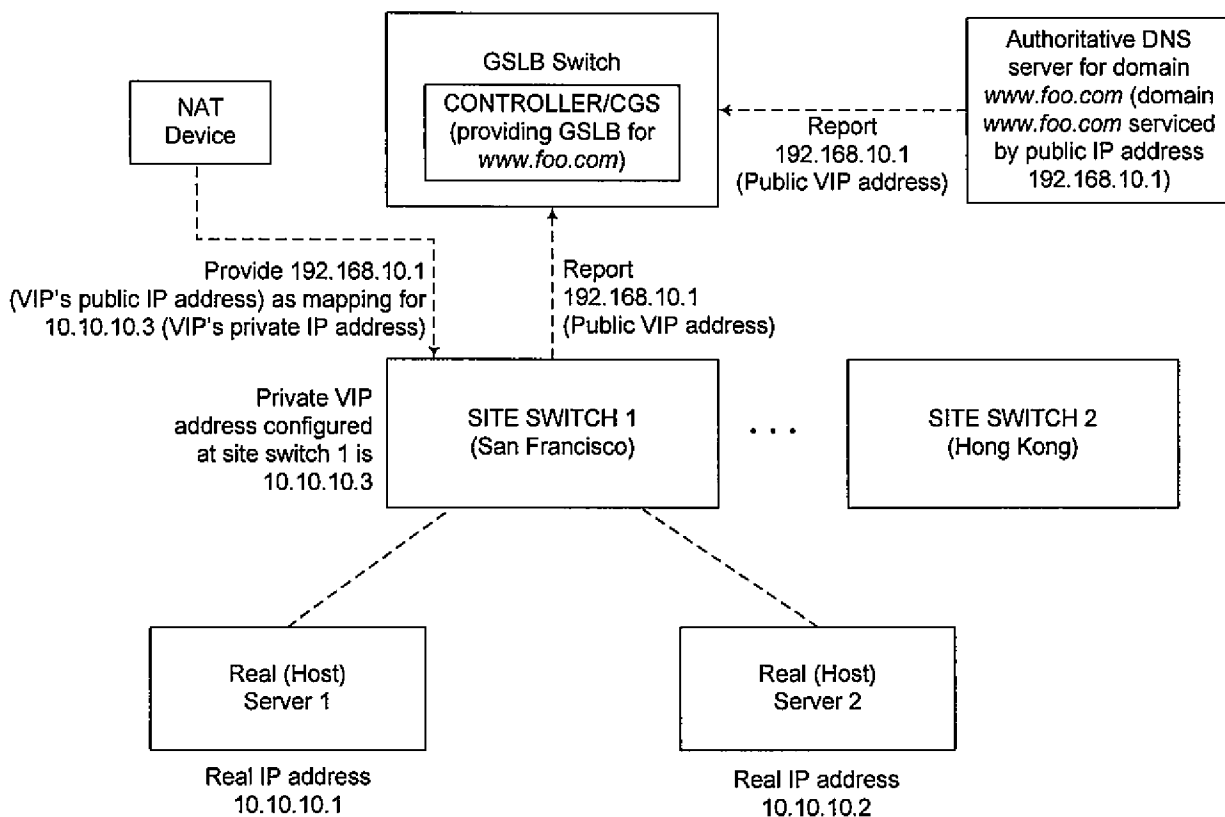 NAT
Device
GSLB Switch
CONTROLLER/CGS
(providing GSLB for
www.foo.com)
Report
192.168.10.1
(Public VIP address)
Authoritative DNS
server for domain
www.foo.com (domain
www.foo.com serviced
by public IP address
192.168.10.1)
Provide 192.168.10.1
(VIP's public IP address) as mapping for
10.10.10.3 (VIP's private IP address)
Report
192.168.10.1
(Public VIP address)
Private VIP
address configured
at site switch 1 is
10.10.10.3
SITE SWITCH 1
(San Francisco)
. . .
SITE SWITCH 2
(Hong Kong)
Real (Host)
Server 1
Real IP address
10.10.10.1
Real (Host)
Server 2
Real IP address
10.10.10.2